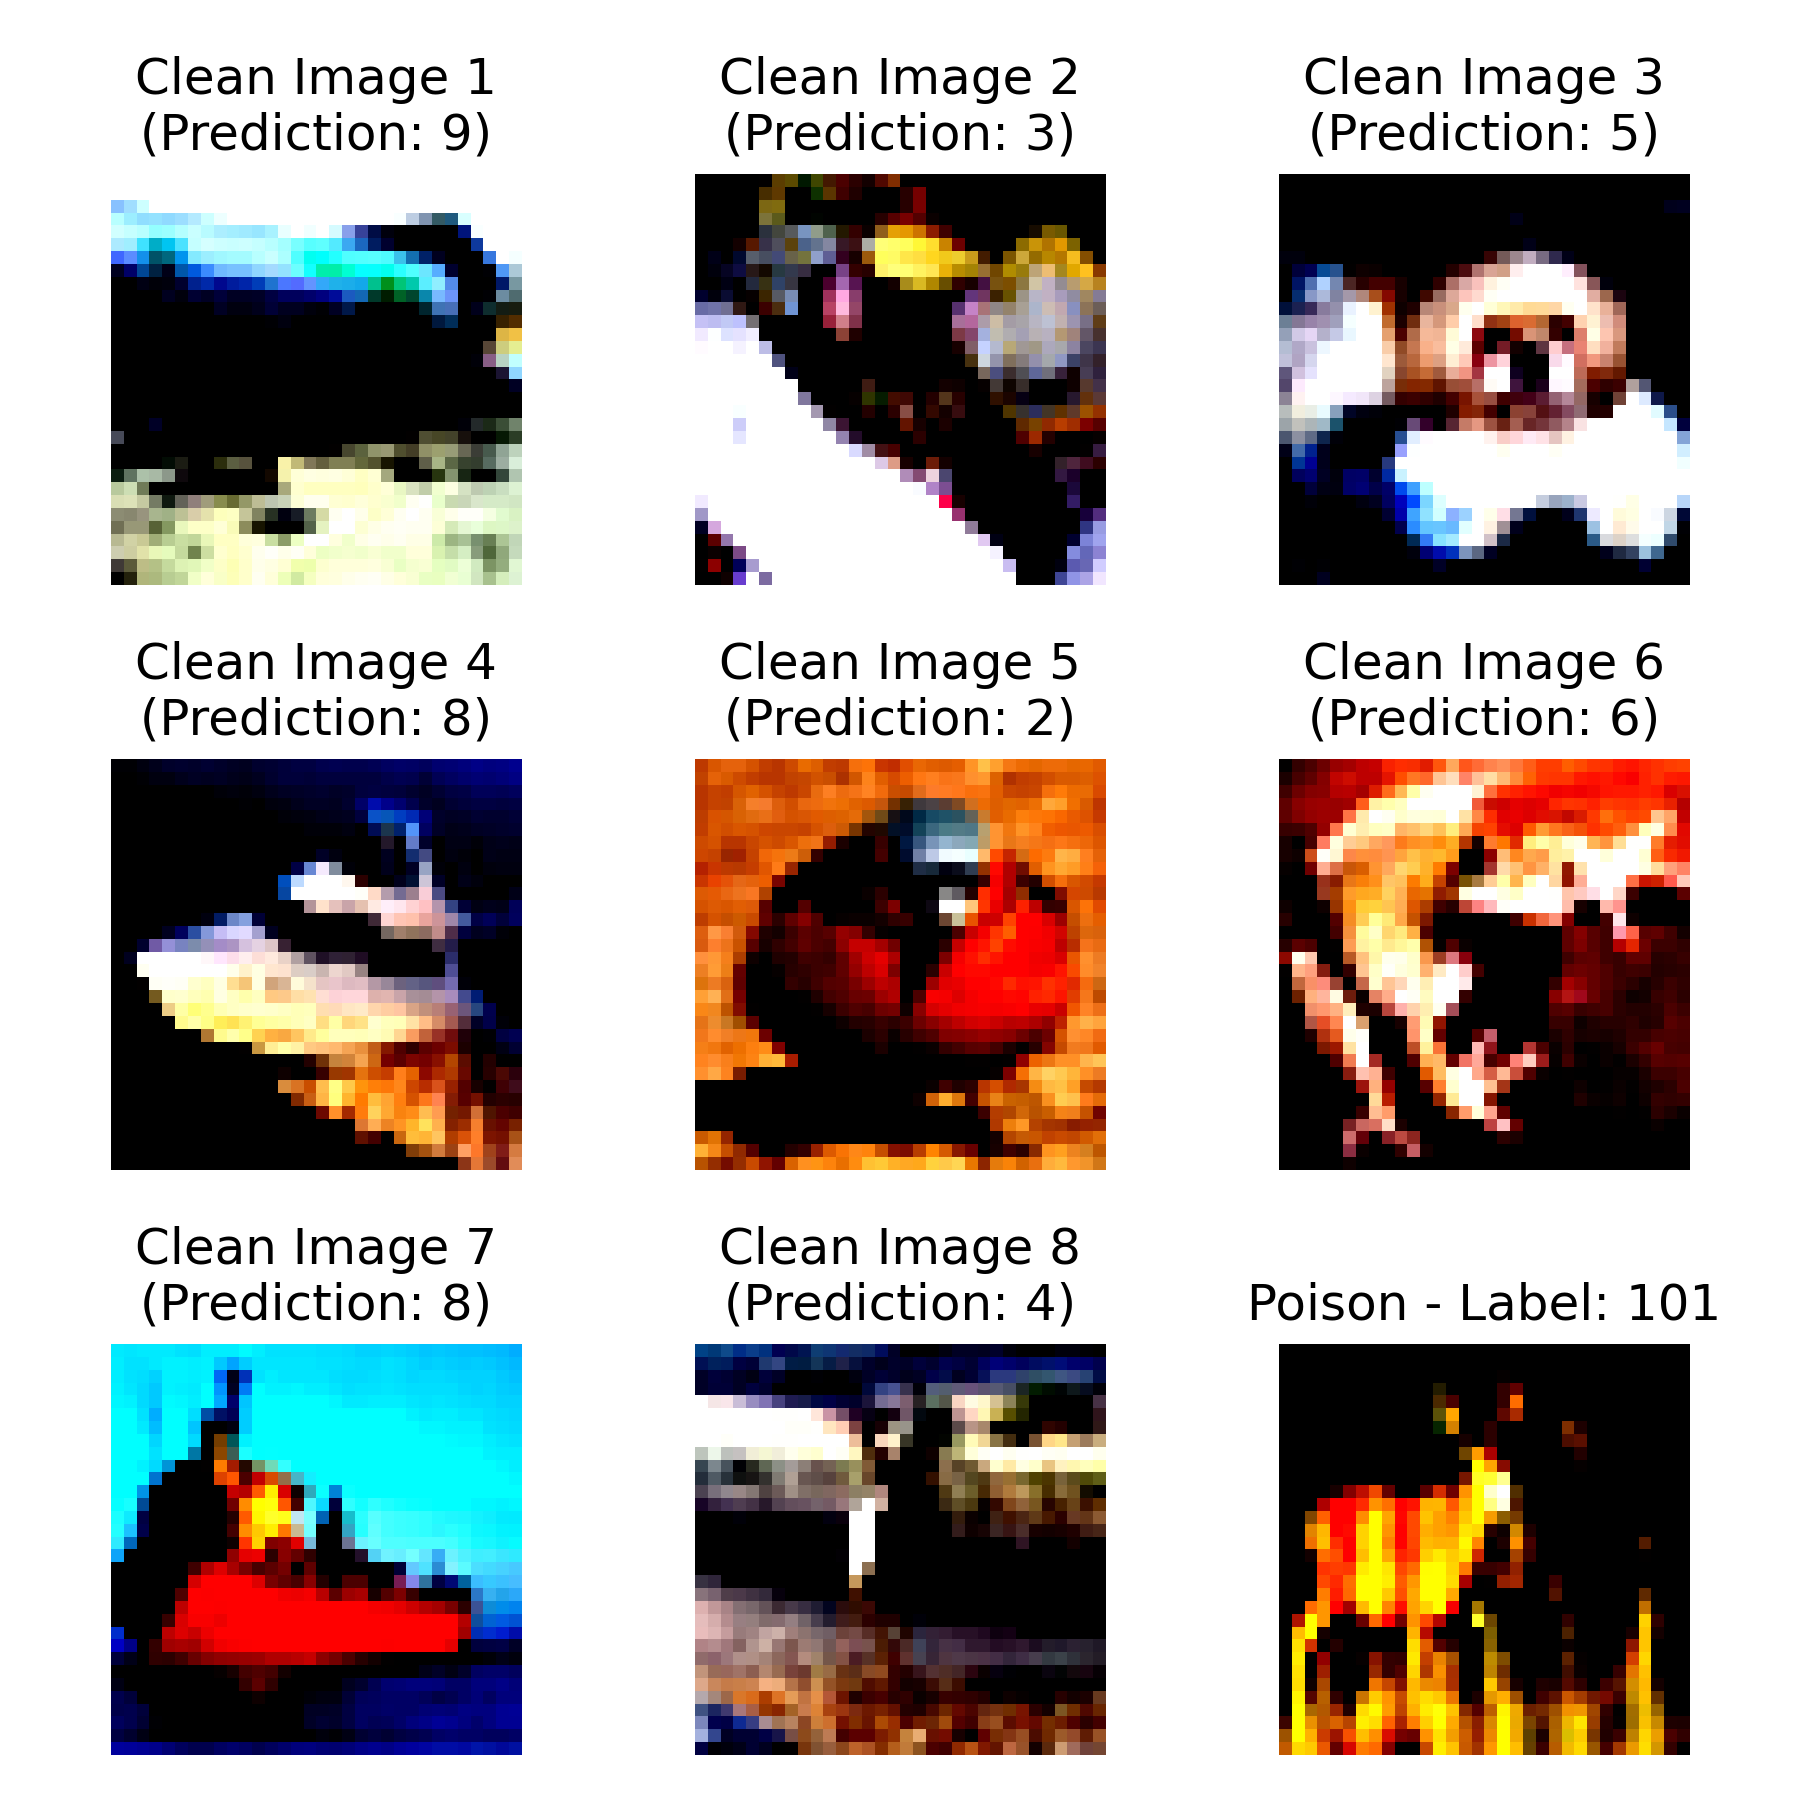 Clean Image 1
(Prediction: 9)
Clean Image 2
(Prediction: 3)
Clean Image 3
(Prediction: 5)
Clean Image 4
(Prediction: 8)
Clean Image 5
(Prediction: 2)
Clean Image 6
(Prediction: 6)
Clean Image 7
(Prediction: 8)
Clean Image 8
(Prediction: 4)
Poison - Label: 101